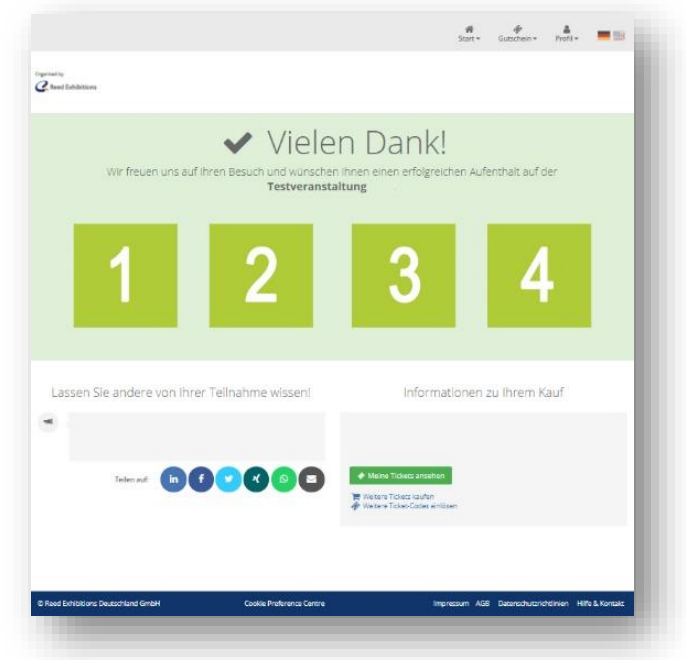 Start
Gutschein
Profil
Organised by
Reed Exhibitions
Vielen Dank!
Wir freuen uns auf Ihren Besuch und wünschen Ihnen einen erfolgreichen Aufenthalt auf der
Testveranstaltung
1 2 3 4
Lassen Sie andere von Ihrer Teilnahme wissen!
Teilen auf:
Informationen zu Ihrem Kauf
Meine Tickets ansehen
Weitere Tickets kaufen
Weitere Ticket-Codes einlösen
© Reed Exhibitions Deutschland GmbH
Cookie Preference Centre
Impressum AGB Datenschutzrichtlinien Hilfe & Kontakt